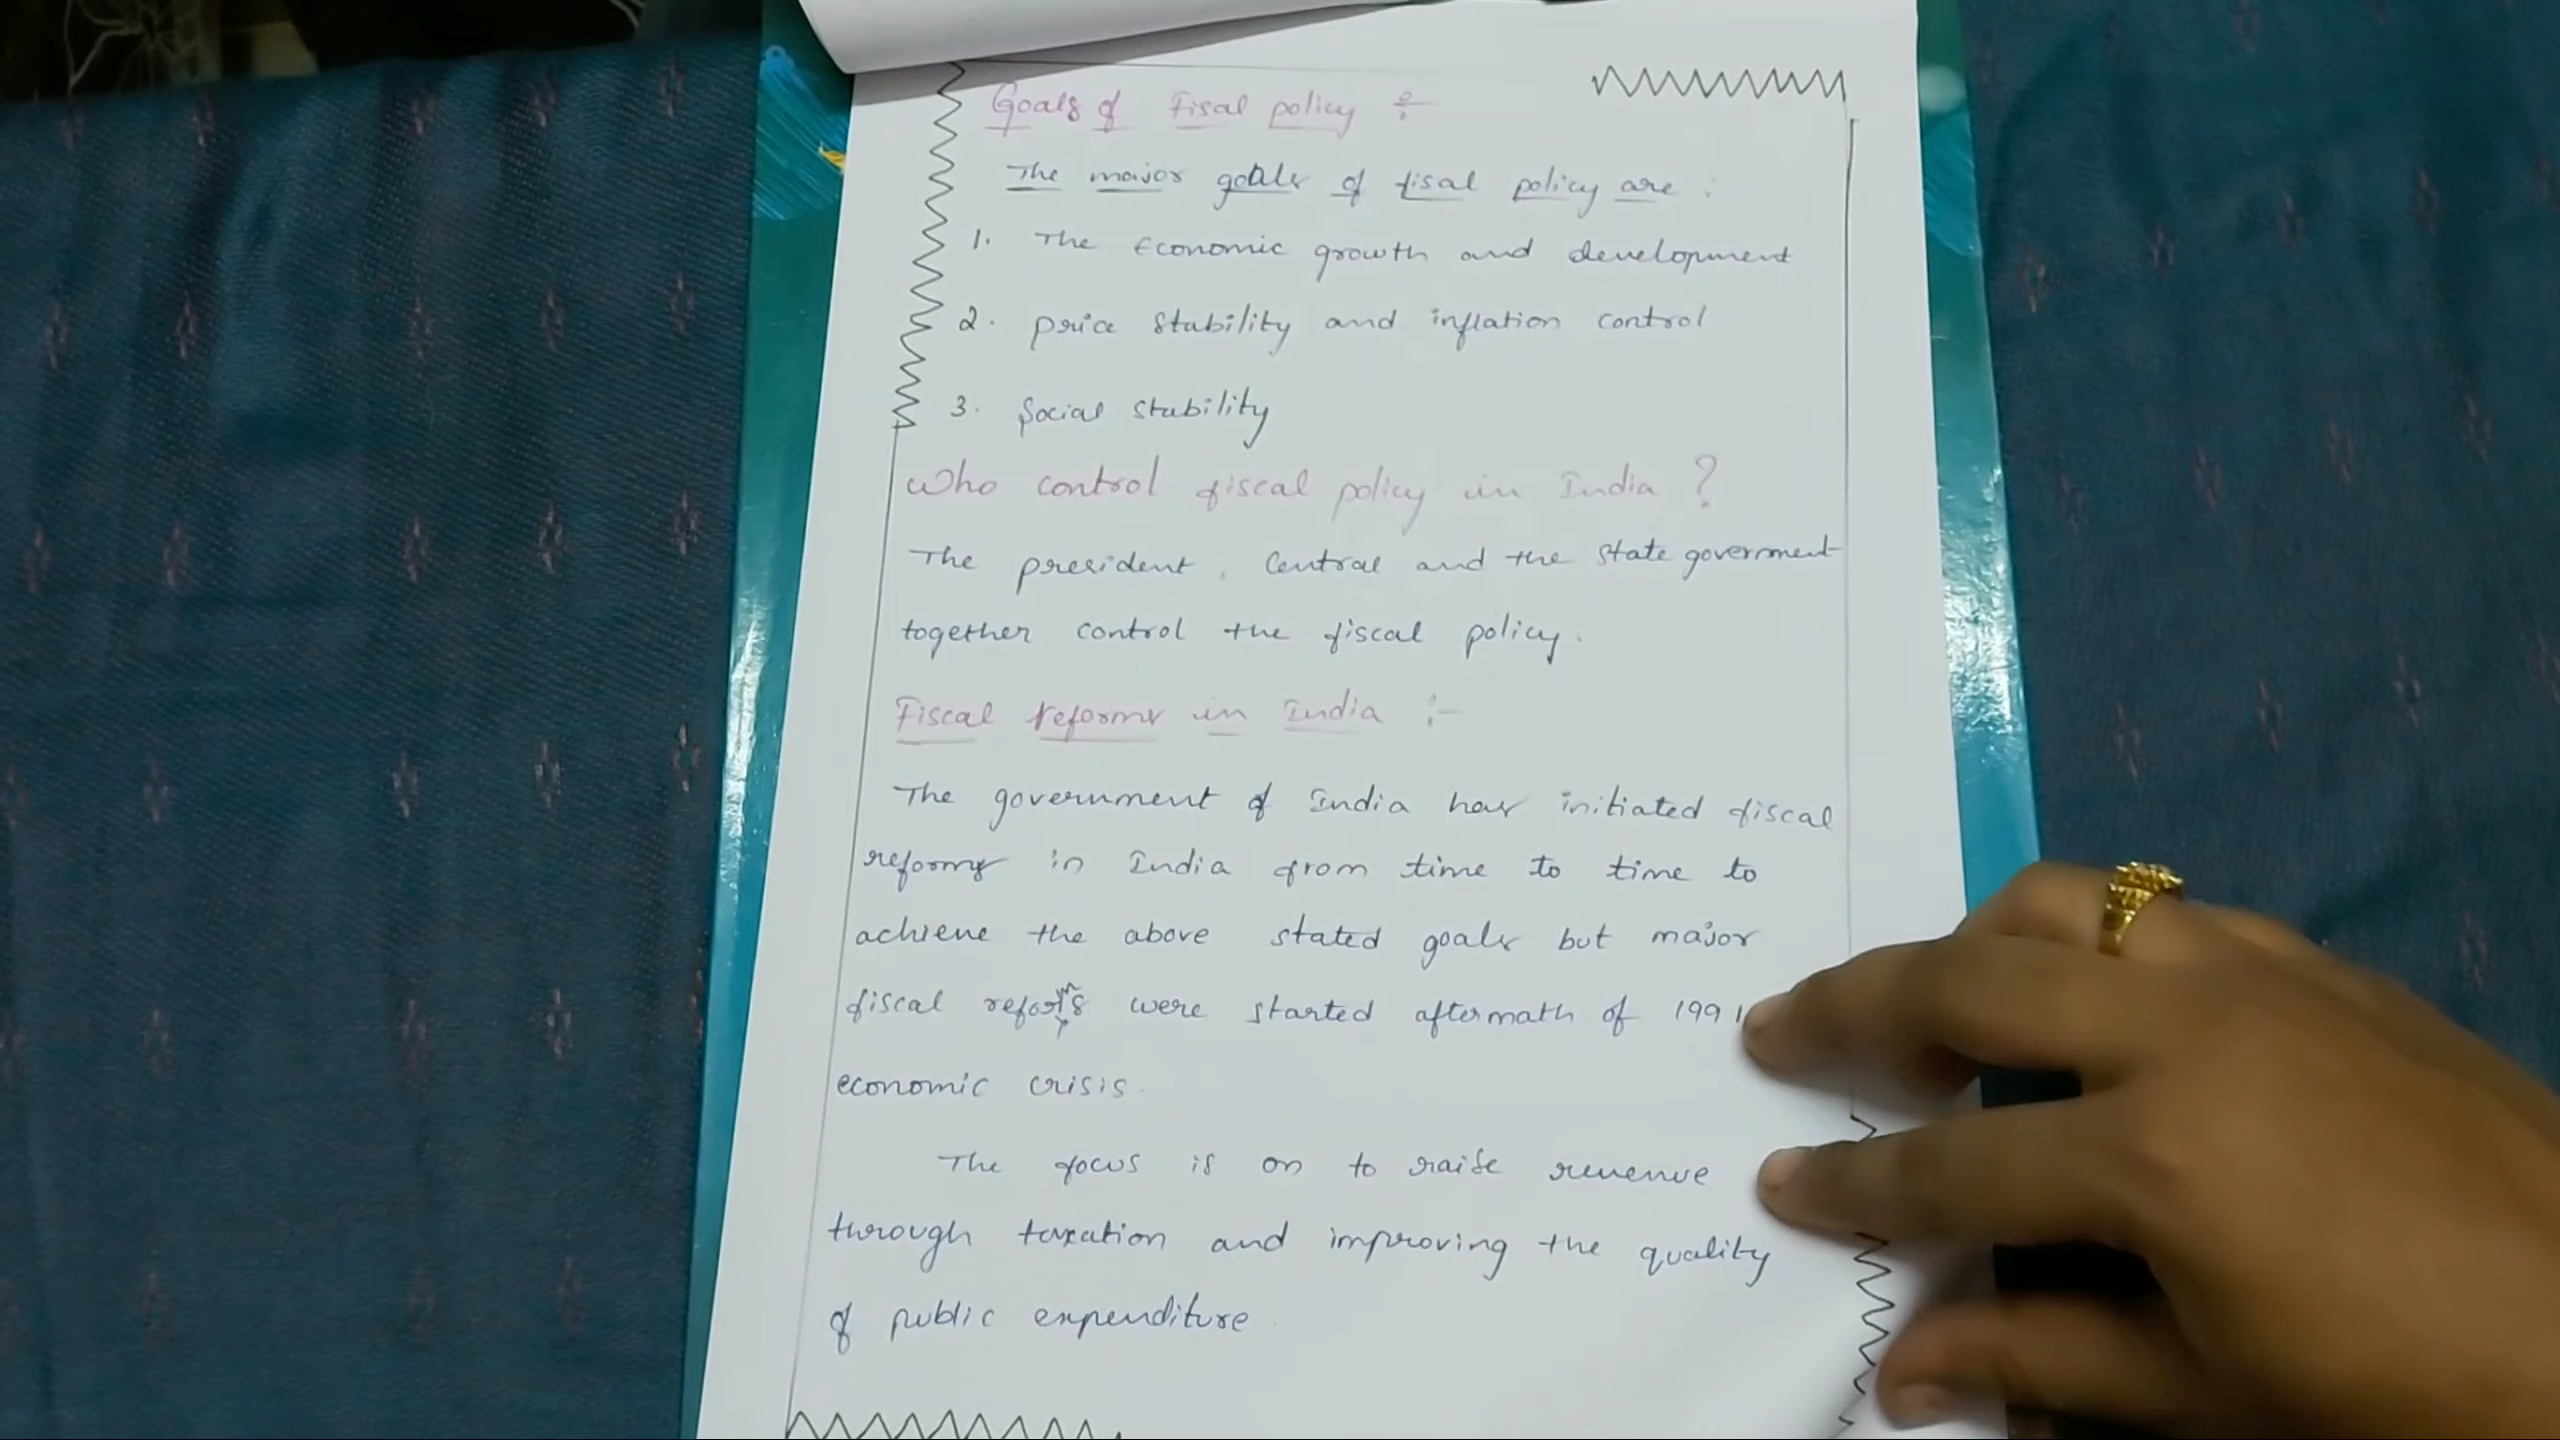 Goals of Fisal policy ÷
The major goals of fisal policy are :
1. The Economic growth and development
2. price stability and inflation control
3. Social stability
Who control fiscal policy in India ?
The president, Central and the state government
together control the fiscal policy.
Fiscal reforms in India :-
The government of India has initiated fiscal
reforms in India from time to time to
achieve the above stated goals but major
fiscal reforms were started aftermath of 1991
economic crisis.
The focus is on to raise revenue
through taxation and improving the quality
of public expenditure